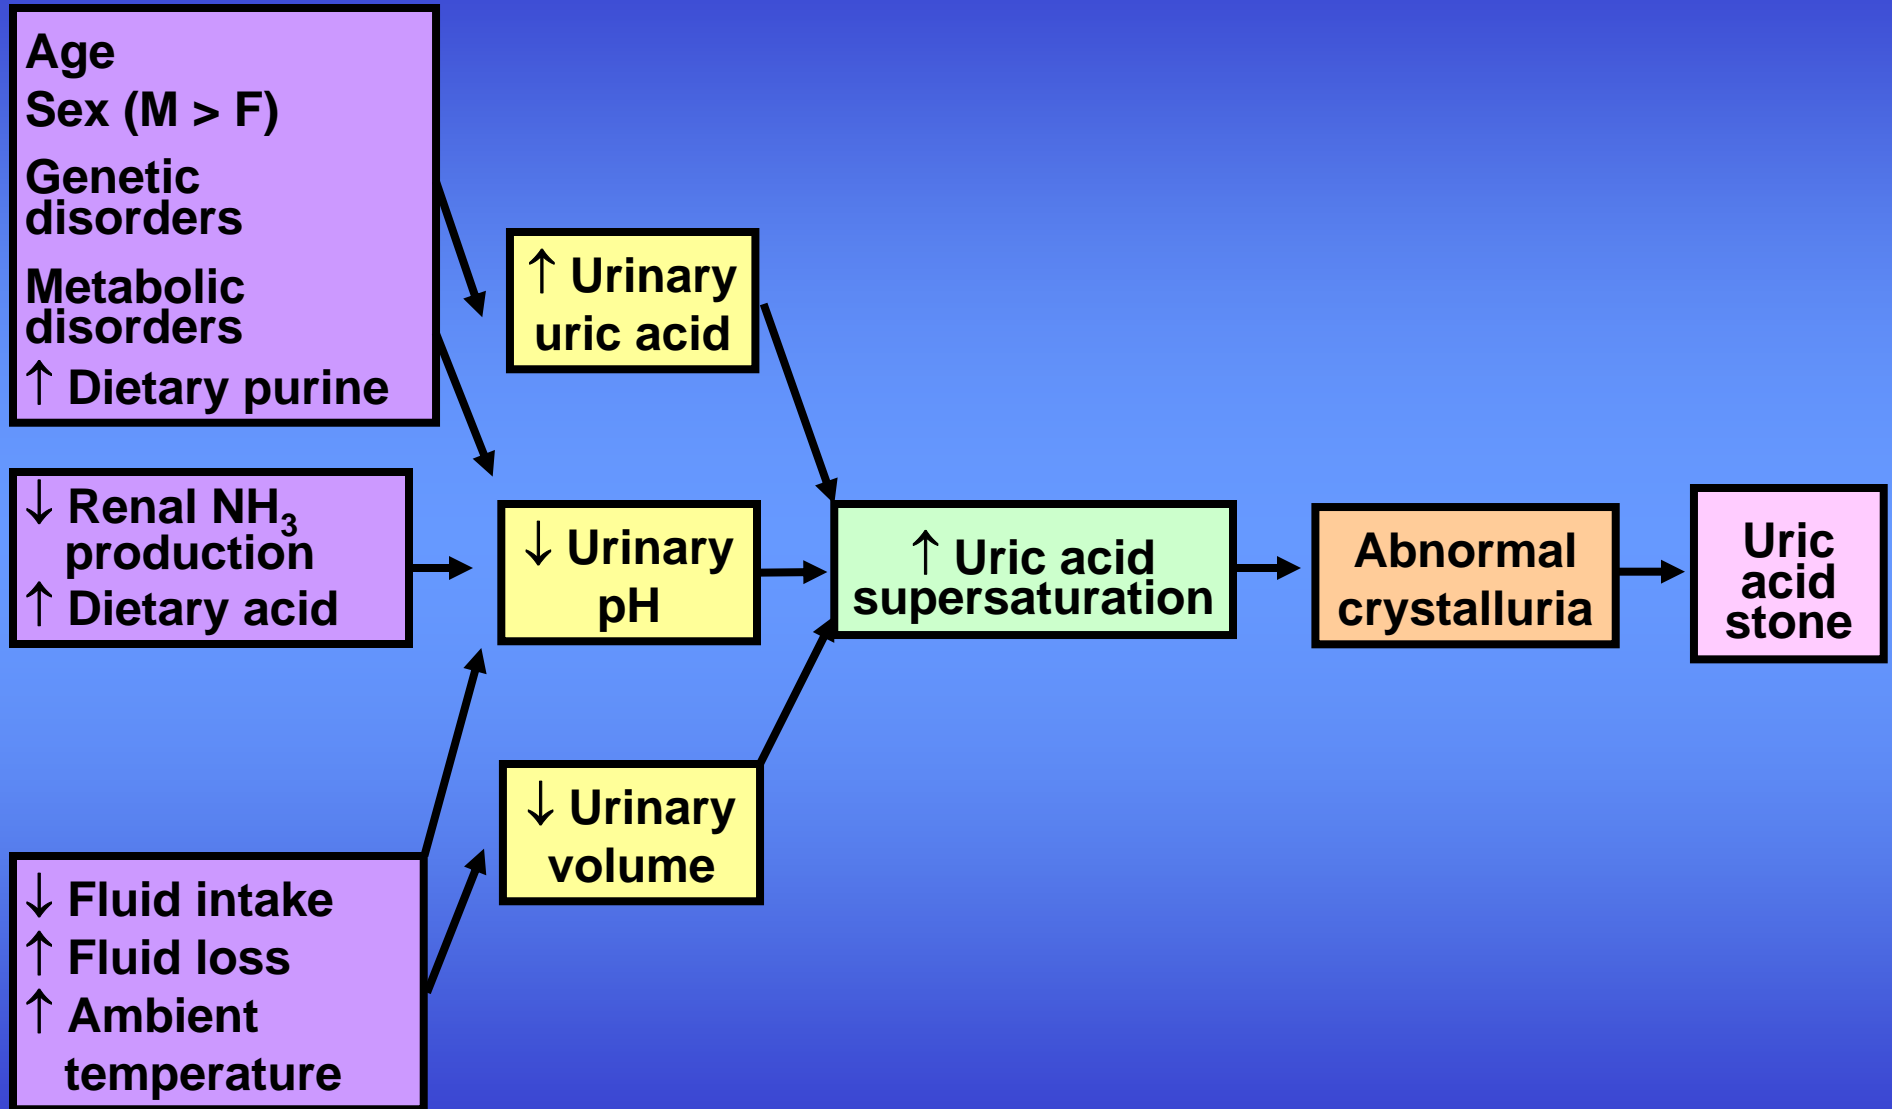 Age
Sex (M > F)
Genetic
disorders
Metabolic
disorders
↑ Dietary purine
↓ Renal NH₃
production
↑ Dietary acid
↓ Fluid intake
↑ Fluid loss
↑ Ambient
temperature
↑ Urinary
uric acid
↓ Urinary
pH
↓ Urinary
volume
↑ Uric acid
supersaturation
Abnormal
crystalluria
Uric
acid
stone